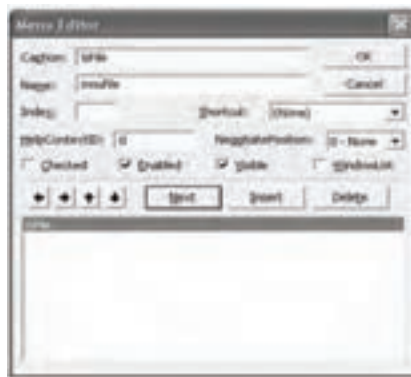 Menu Editor
Caption: &File OK
Name: mnuFile Cancel
Index: Shortcut: (None)
HelpContextID: 0 NegotiatePosition: 0 - None
Checked Enabled Visible WindowList
Next Insert Delete